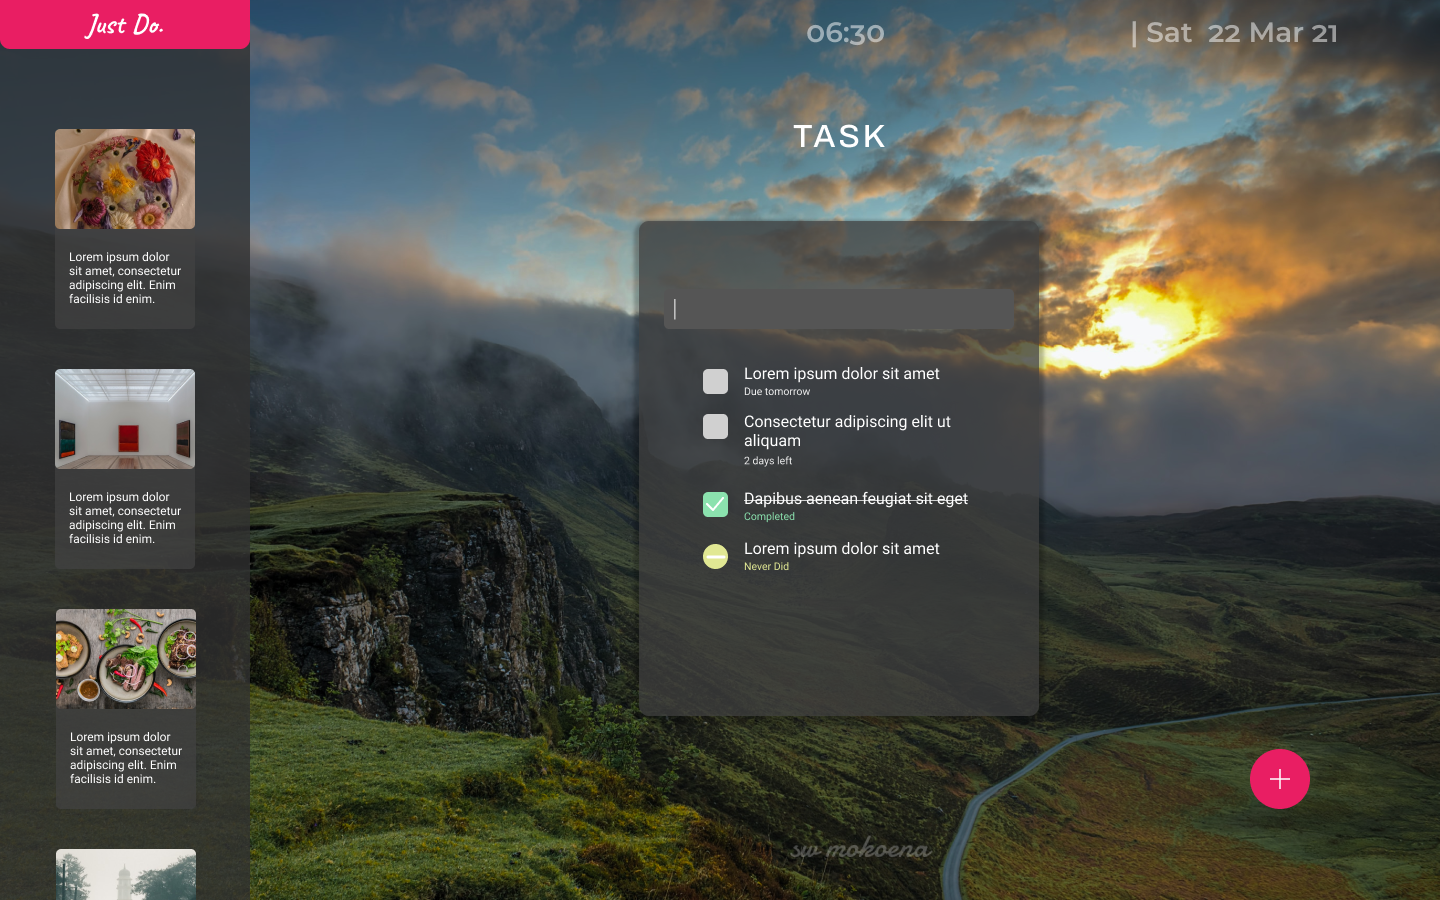 Just Do.
06:30
| Sat 22 Mar 21
TASK
Lorem ipsum dolor
sit amet, consectetur
adipiscing elit. Enim
facilisis id enim.
Lorem ipsum dolor
sit amet, consectetur
adipiscing elit. Enim
facilisis id enim.
Lorem ipsum dolor
sit amet, consectetur
adipiscing elit. Enim
facilisis id enim.
Lorem ipsum dolor sit amet
Due tomorrow
Consectetur adipiscing elit ut
aliquam
2 days left
Dapibus aenean feugiat sit eget
Completed
Lorem ipsum dolor sit amet
Never Did
sw mokoena